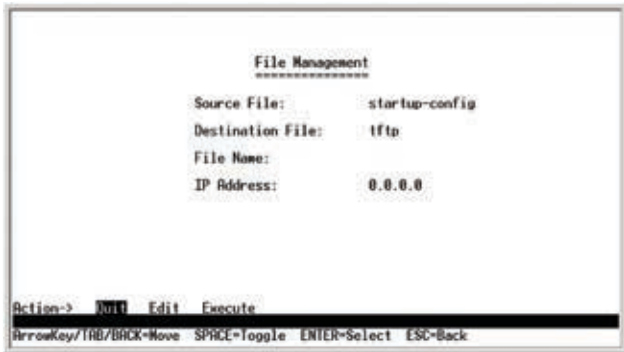 File Management
===============
Source File: startup-config
Destination File: tftp
File Name:
IP Address: 0.0.0.0
Action-> Quit Edit Execute
ArrowKey/TAB/BACK=Move SPACE=Toggle ENTER=Select ESC=Back